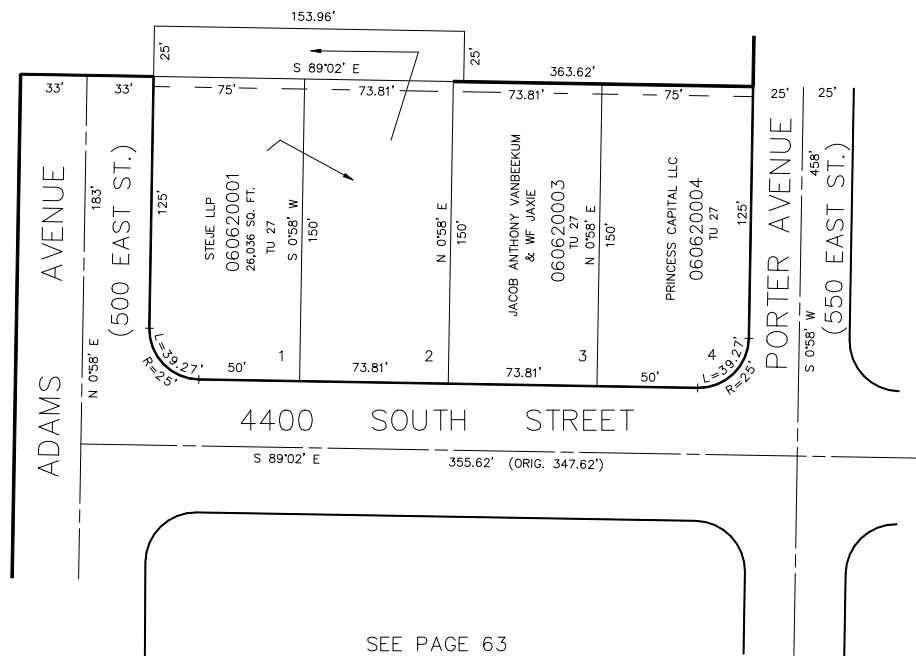 153.96'
25'
25'
S 89°02' E
363.62'
33'
33'
75'
73.81'
73.81'
75'
25'
25'
ADAMS AVENUE
(500 EAST ST.)
183'
N 0°58' E
125'
STEJE LLP
060620001
26,036 SQ. FT.
TU 27
S 0°58' W
150'
N 0°58' E
150'
JACOB ANTHONY VANBEEKUM
& WF JAXIE
060620003
TU 27
N 0°58' E
150'
PRINCESS CAPITAL LLC
060620004
TU 27
125'
PORTER AVENUE
(550 EAST ST.)
458'
S 0°58' W
L=39.27'
R=25'
50'
1
73.81'
2
73.81'
3
50'
4
L=39.27'
R=25'
4400 SOUTH STREET
S 89°02' E
355.62' (ORIG. 347.62')
SEE PAGE 63